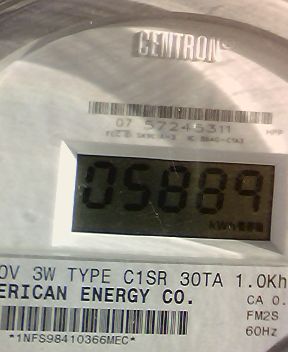 CENTRON
07 57245311
05889
kWh
0V 3W TYPE C1SR 30TA 1.0Kh
ERICAN ENERGY CO.
CA 0.
FM2S
60Hz
*1NFS98410366MEC*